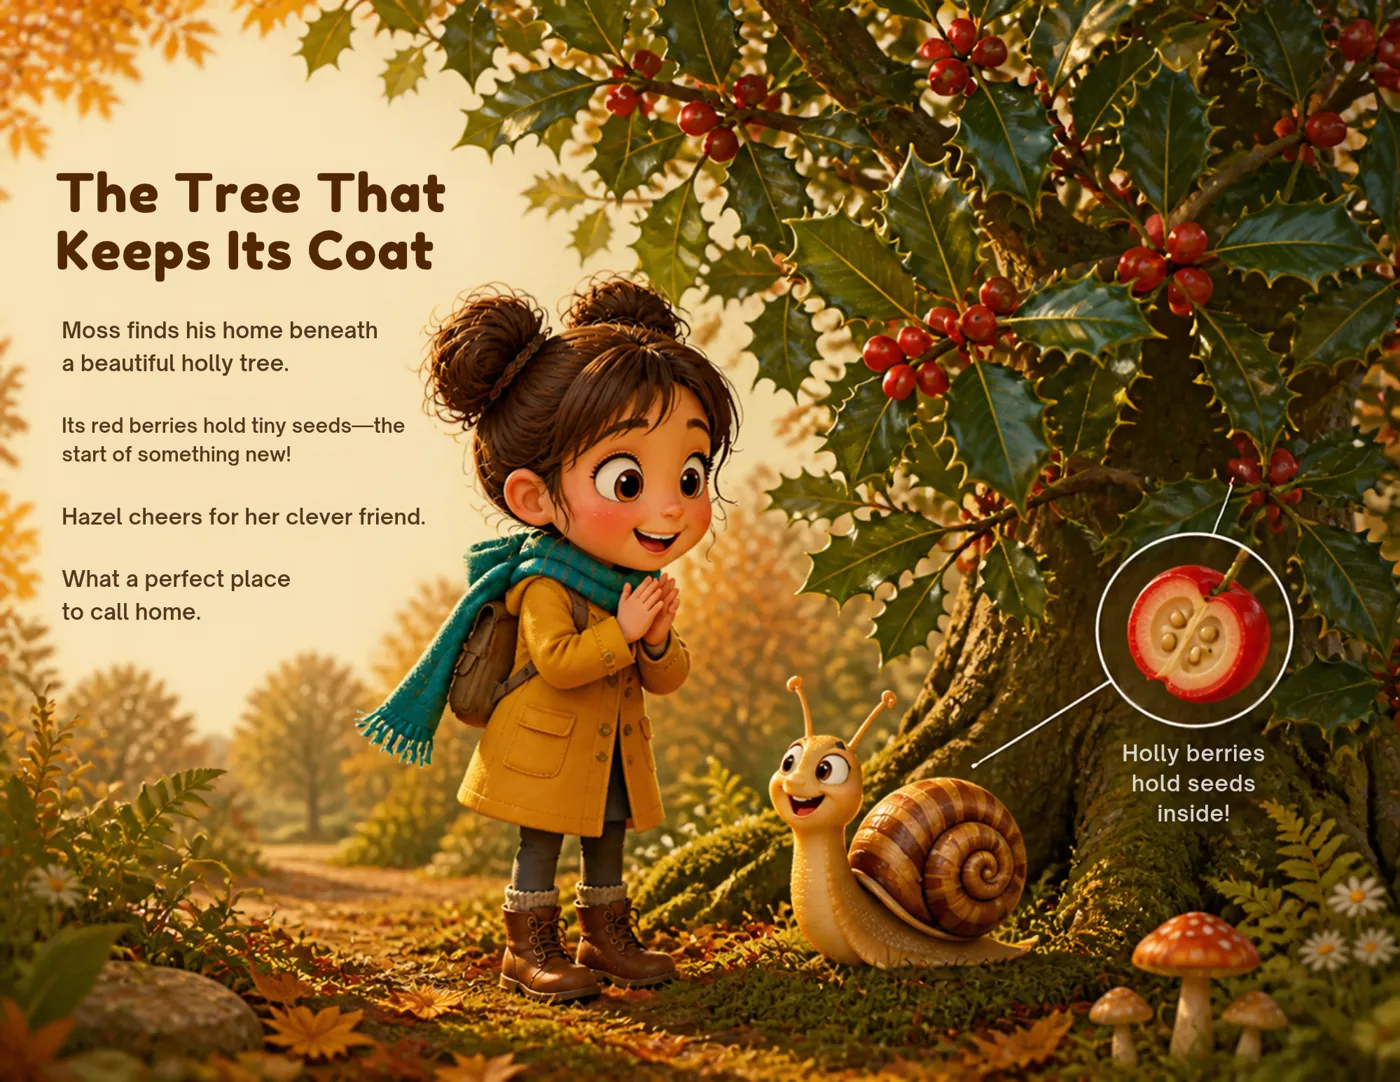 The Tree That
Keeps Its Coat
Moss finds his home beneath
a beautiful holly tree.
Its red berries hold tiny seeds—the
start of something new!
Hazel cheers for her clever friend.
What a perfect place
to call home.
Holly berries
hold seeds
inside!